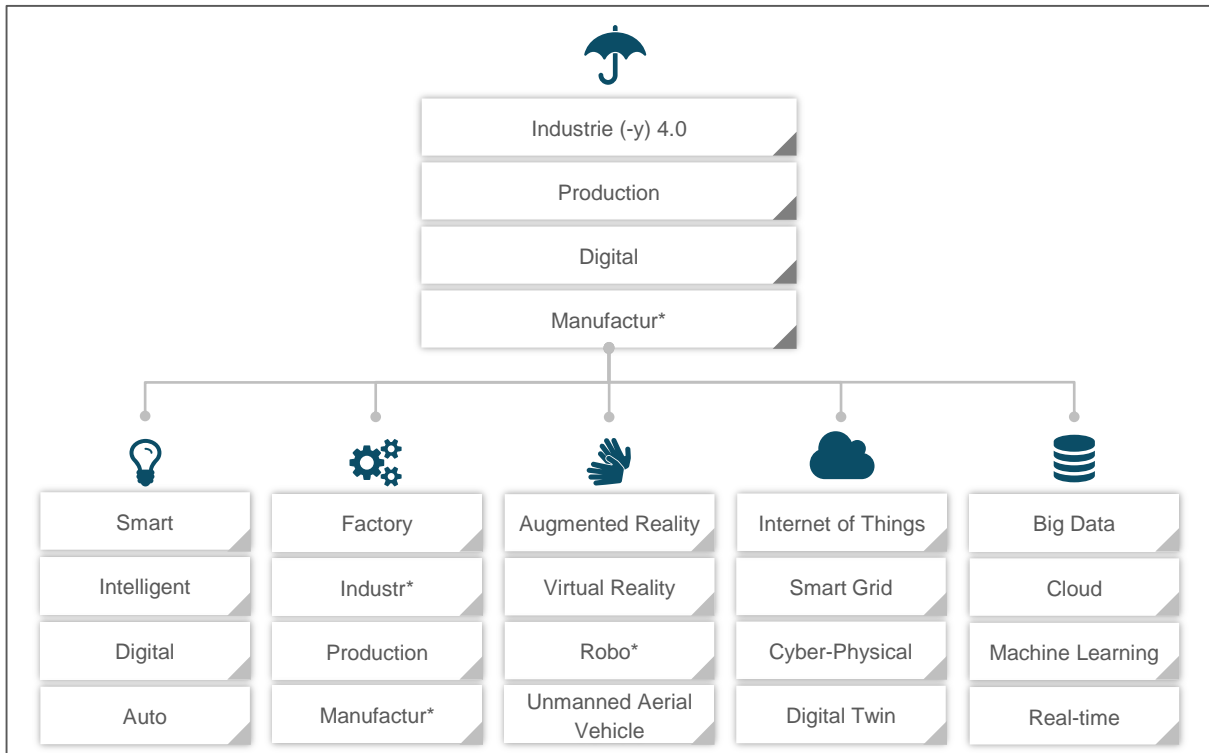 Industrie (-y) 4.0
Production
Digital
Manufactur*
Smart
Intelligent
Digital
Auto
Factory
Industr*
Production
Manufactur*
Augmented Reality
Virtual Reality
Robo*
Unmanned Aerial
Vehicle
Internet of Things
Smart Grid
Cyber-Physical
Digital Twin
Big Data
Cloud
Machine Learning
Real-time